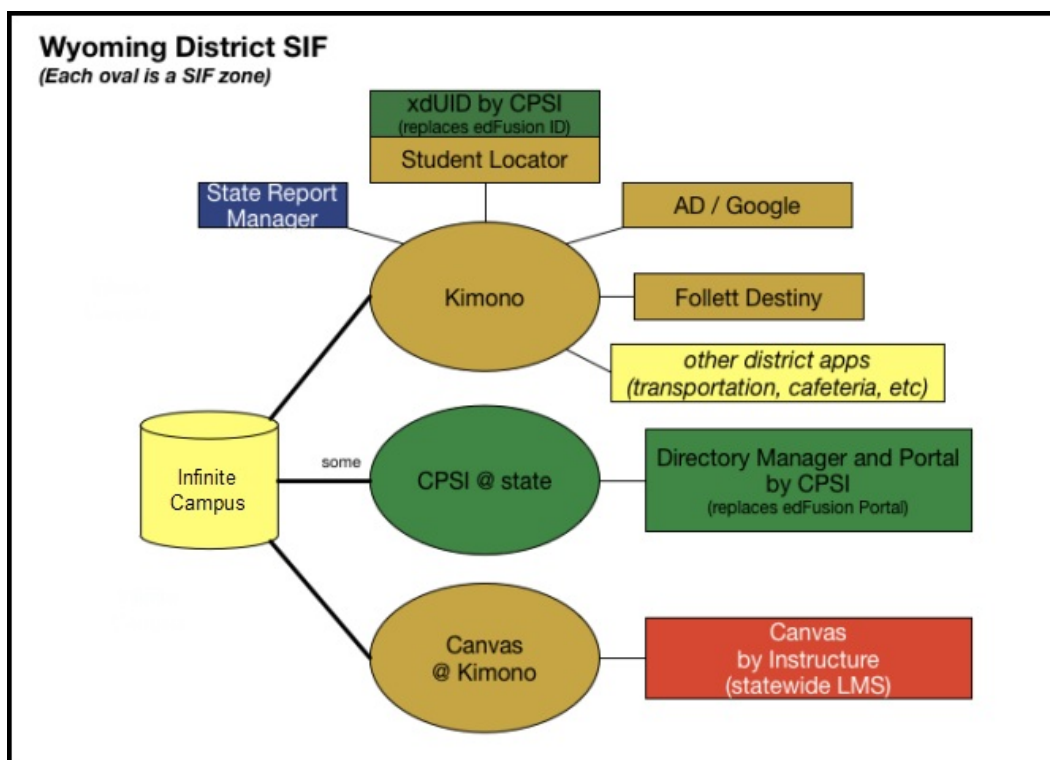 Wyoming District SIF
(Each oval is a SIF zone)
xdUID by CPSI
(replaces edFusion ID)
Student Locator
State Report
Manager
AD / Google
Kimono
Follett Destiny
other district apps
(transportation, cafeteria, etc)
Infinite
Campus
some
CPSI @ state
Directory Manager and Portal
by CPSI
(replaces edFusion Portal)
Canvas
@ Kimono
Canvas
by Instructure
(statewide LMS)